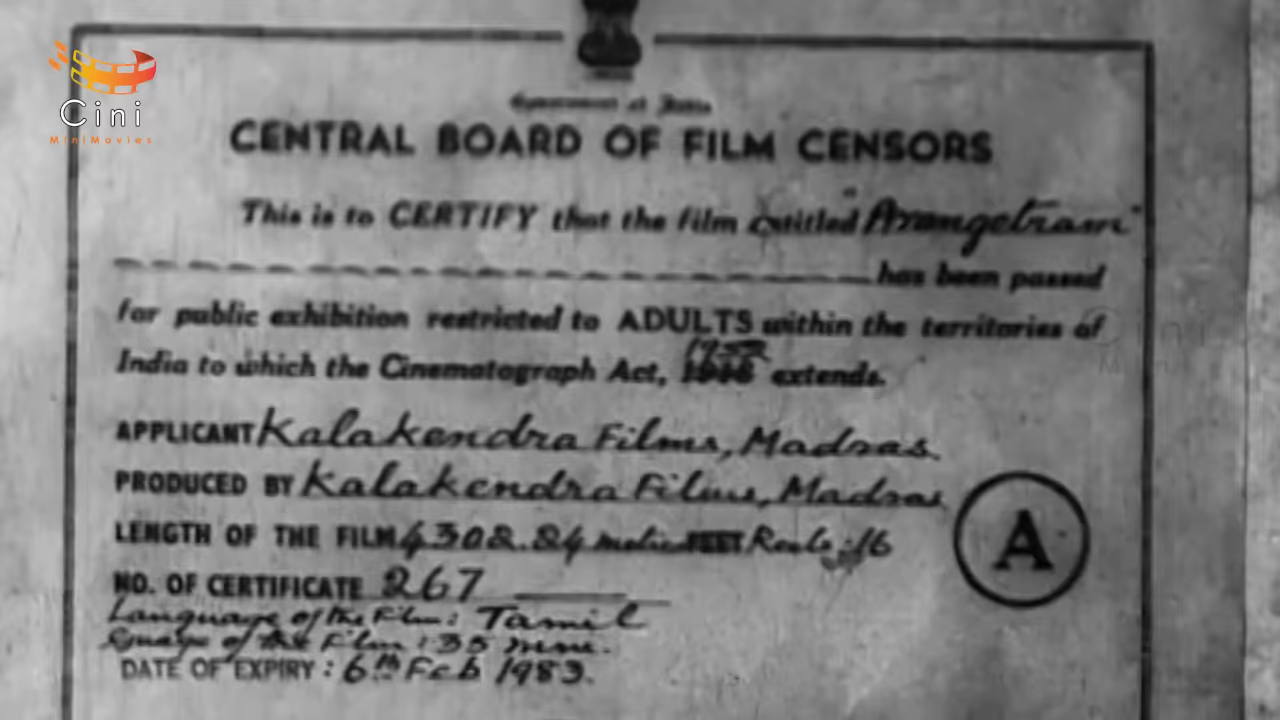 Cini
MiniMovies
Government of India
CENTRAL BOARD OF FILM CENSORS
This is to CERTIFY that the film entitled "Arangetram"
has been passed
for public exhibition restricted to ADULTS within the territories of
India to which the Cinematograph Act, extends.
APPLICANT Kalakendra Films, Madras.
PRODUCED BY Kalakendra Films, Madras
LENGTH OF THE FILM 4302.84 metres FEET Reels :16
A
NO. OF CERTIFICATE 267
Language of the Film: Tamil
Guage of the Film : 35 mm.
DATE OF EXPIRY : 6th Feb 1983.